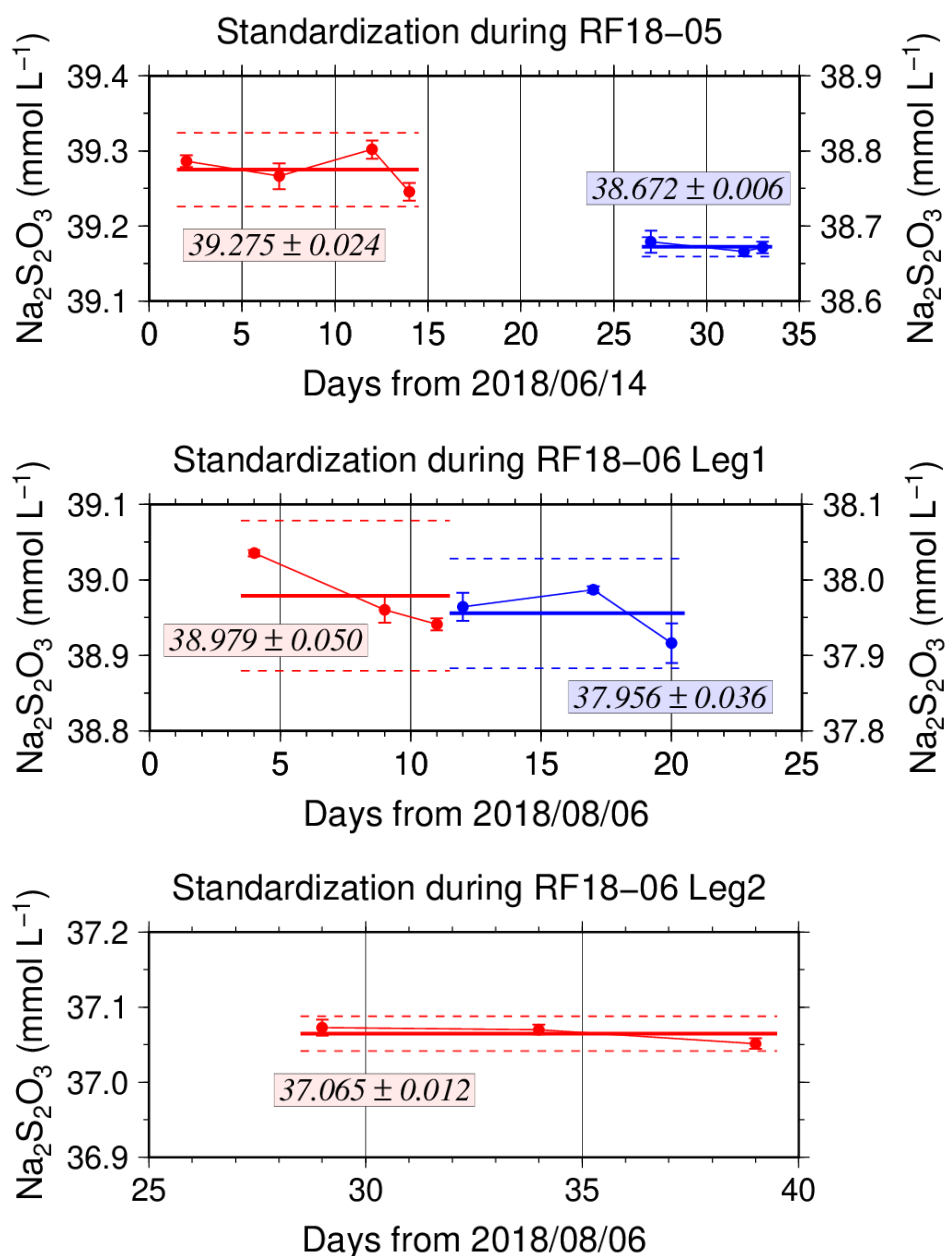 Standardization during RF18−05
Na₂S₂O₃ (mmol L⁻¹)
39.4
39.3
39.2
39.1
38.9
38.8
38.7
38.6
Na₂S₂O₃ (mmol L⁻¹)
38.672 ± 0.006
39.275 ± 0.024
0 5 10 15 20 25 30 35
Days from 2018/06/14
Standardization during RF18−06 Leg1
Na₂S₂O₃ (mmol L⁻¹)
39.1
39.0
38.9
38.8
38.1
38.0
37.9
37.8
Na₂S₂O₃ (mmol L⁻¹)
38.979 ± 0.050
37.956 ± 0.036
0 5 10 15 20 25
Days from 2018/08/06
Standardization during RF18−06 Leg2
Na₂S₂O₃ (mmol L⁻¹)
37.2
37.1
37.0
36.9
37.065 ± 0.012
25 30 35 40
Days from 2018/08/06